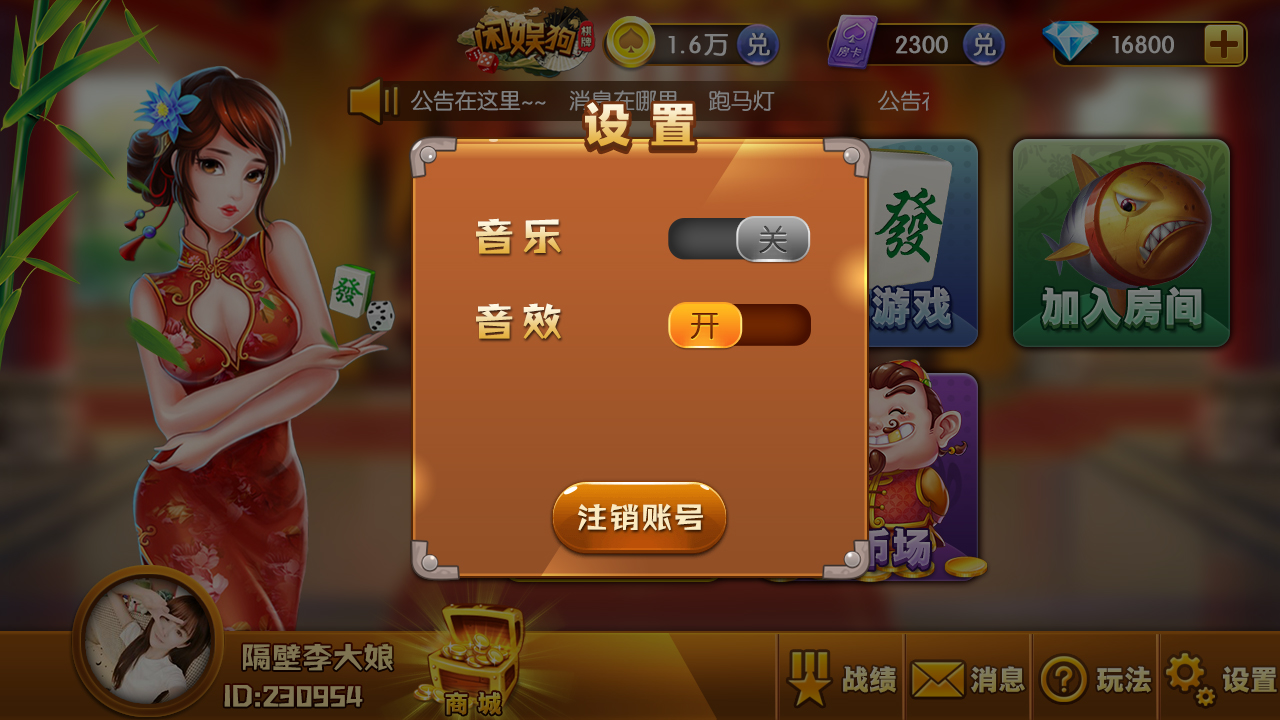 闲娱狗
棋牌
1.6万
兑
房卡
2300
兑
16800
公告在这里~~ 消息在哪里 跑马灯 公告在
设置
音乐
关
發
游戏
加入房间
發
音效
开
币场
注销账号
隔壁李大娘
ID:230954
商城
战绩
消息
玩法
设置